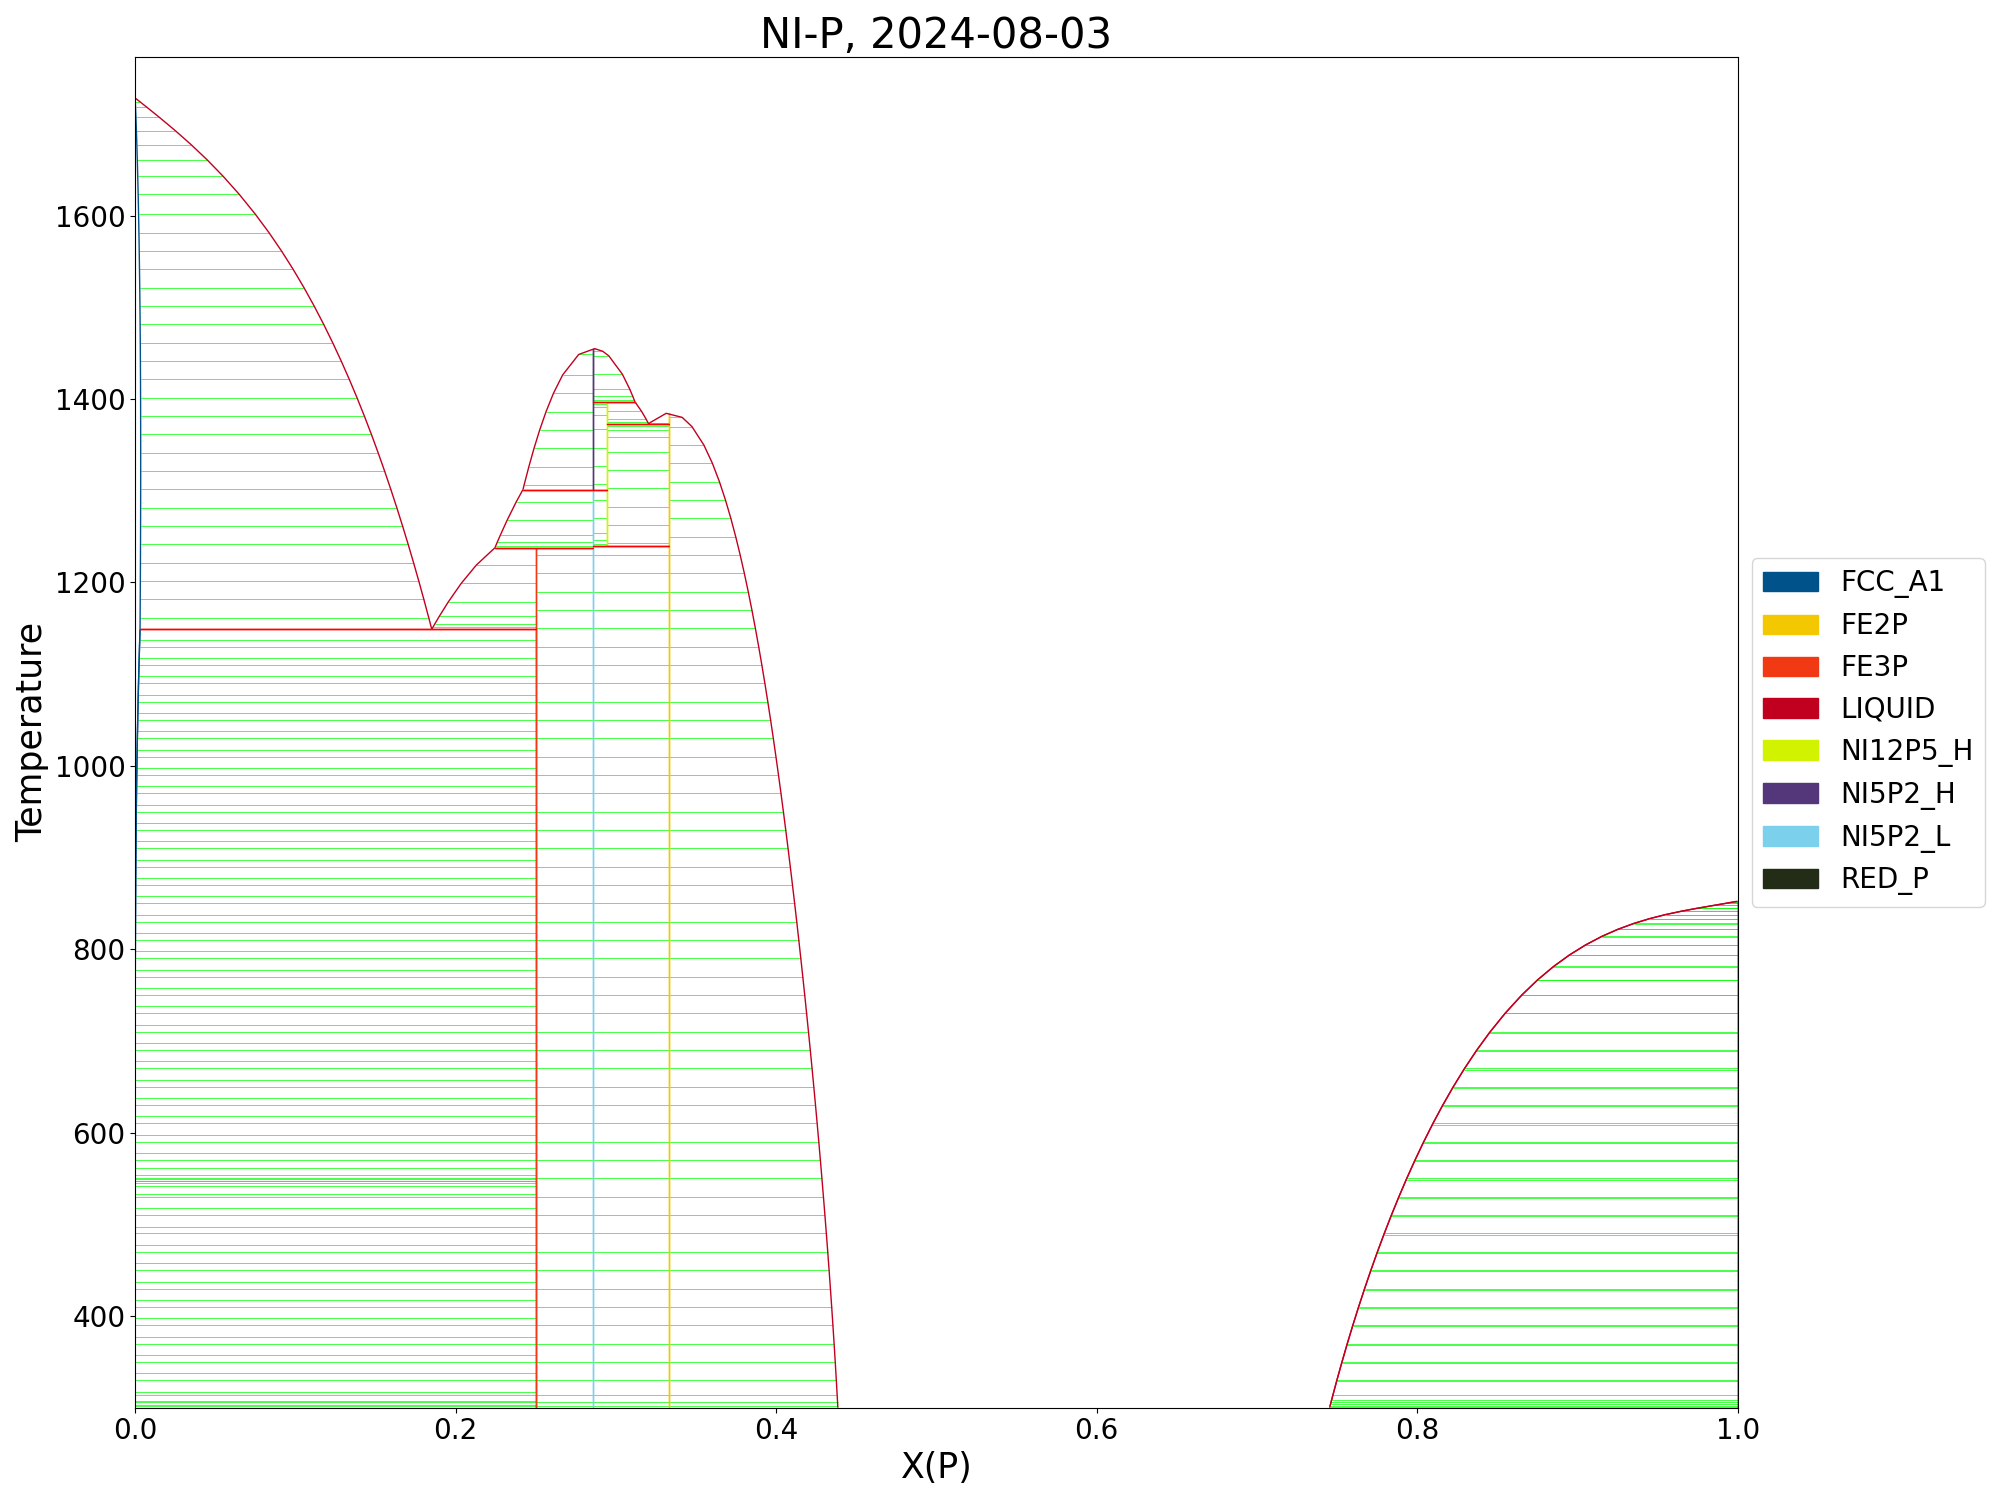 NI-P, 2024-08-03
Temperature
1600
1400
1200
1000
800
600
400
0.0 0.2 0.4 0.6 0.8 1.0
X(P)
FCC_A1
FE2P
FE3P
LIQUID
NI12P5_H
NI5P2_H
NI5P2_L
RED_P